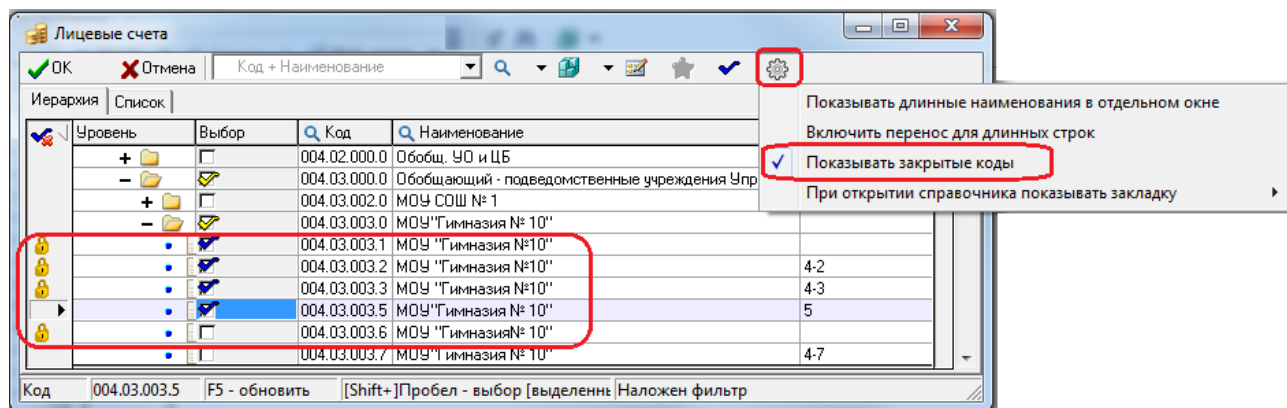 Лицевые счета
OK Отмена Код + Наименование
Иерархия Список
Уровень Выбор Код Наименование
004.02.000.0 Обобщ. УО и ЦБ
004.03.000.0 Обобщающий - подведомственные учреждения Упр
004.03.002.0 МОУ СОШ № 1
004.03.003.0 МОУ"Гимназия № 10"
004.03.003.1 МОУ "Гимназия №10"
004.03.003.2 МОУ "Гимназия №10" 4-2
004.03.003.3 МОУ "Гимназия №10" 4-3
004.03.003.5 МОУ"Гимназия № 10" 5
004.03.003.6 МОУ "Гимназия№ 10"
004.03.003.7 МОУ"Гимназия № 10" 4-7
Код 004.03.003.5 F5 - обновить [Shift+]Пробел - выбор [выделенны Наложен фильтр
Показывать длинные наименования в отдельном окне
Включить перенос для длинных строк
Показывать закрытые коды
При открытии справочника показывать закладку